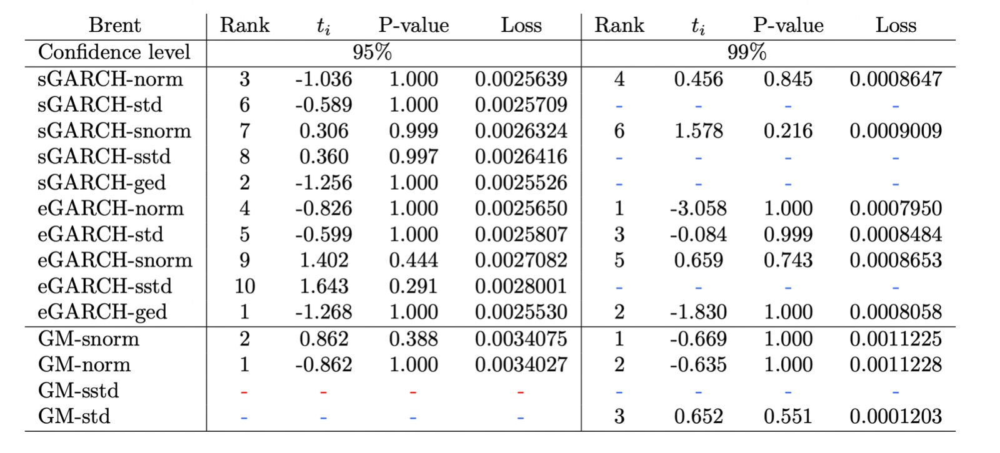 Brent Rank t_i P-value Loss Rank t_i P-value Loss
Confidence level 95% 99%
sGARCH-norm 3 -1.036 1.000 0.0025639 4 0.456 0.845 0.0008647
sGARCH-std 6 -0.589 1.000 0.0025709 - - - -
sGARCH-snorm 7 0.306 0.999 0.0026324 6 1.578 0.216 0.0009009
sGARCH-sstd 8 0.360 0.997 0.0026416 - - - -
sGARCH-ged 2 -1.256 1.000 0.0025526 - - - -
eGARCH-norm 4 -0.826 1.000 0.0025650 1 -3.058 1.000 0.0007950
eGARCH-std 5 -0.599 1.000 0.0025807 3 -0.084 0.999 0.0008484
eGARCH-snorm 9 1.402 0.444 0.0027082 5 0.659 0.743 0.0008653
eGARCH-sstd 10 1.643 0.291 0.0028001 - - - -
eGARCH-ged 1 -1.268 1.000 0.0025530 2 -1.830 1.000 0.0008058
GM-snorm 2 0.862 0.388 0.0034075 1 -0.669 1.000 0.0011225
GM-norm 1 -0.862 1.000 0.0034027 2 -0.635 1.000 0.0011228
GM-sstd - - - - - - - -
GM-std - - - - 3 0.652 0.551 0.0001203